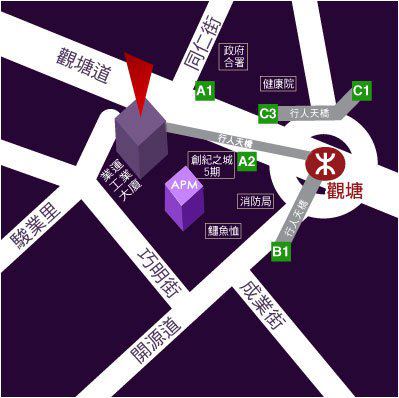 同仁街
觀塘道
政府
合署
健康院
A1
C1
C3
行人天橋
行人天橋
創紀之城
5期
A2
業運
工業
大廈
APM
觀塘
消防局
行人天橋
鱷魚恤
駿業里
巧明街
B1
成業街
開源道